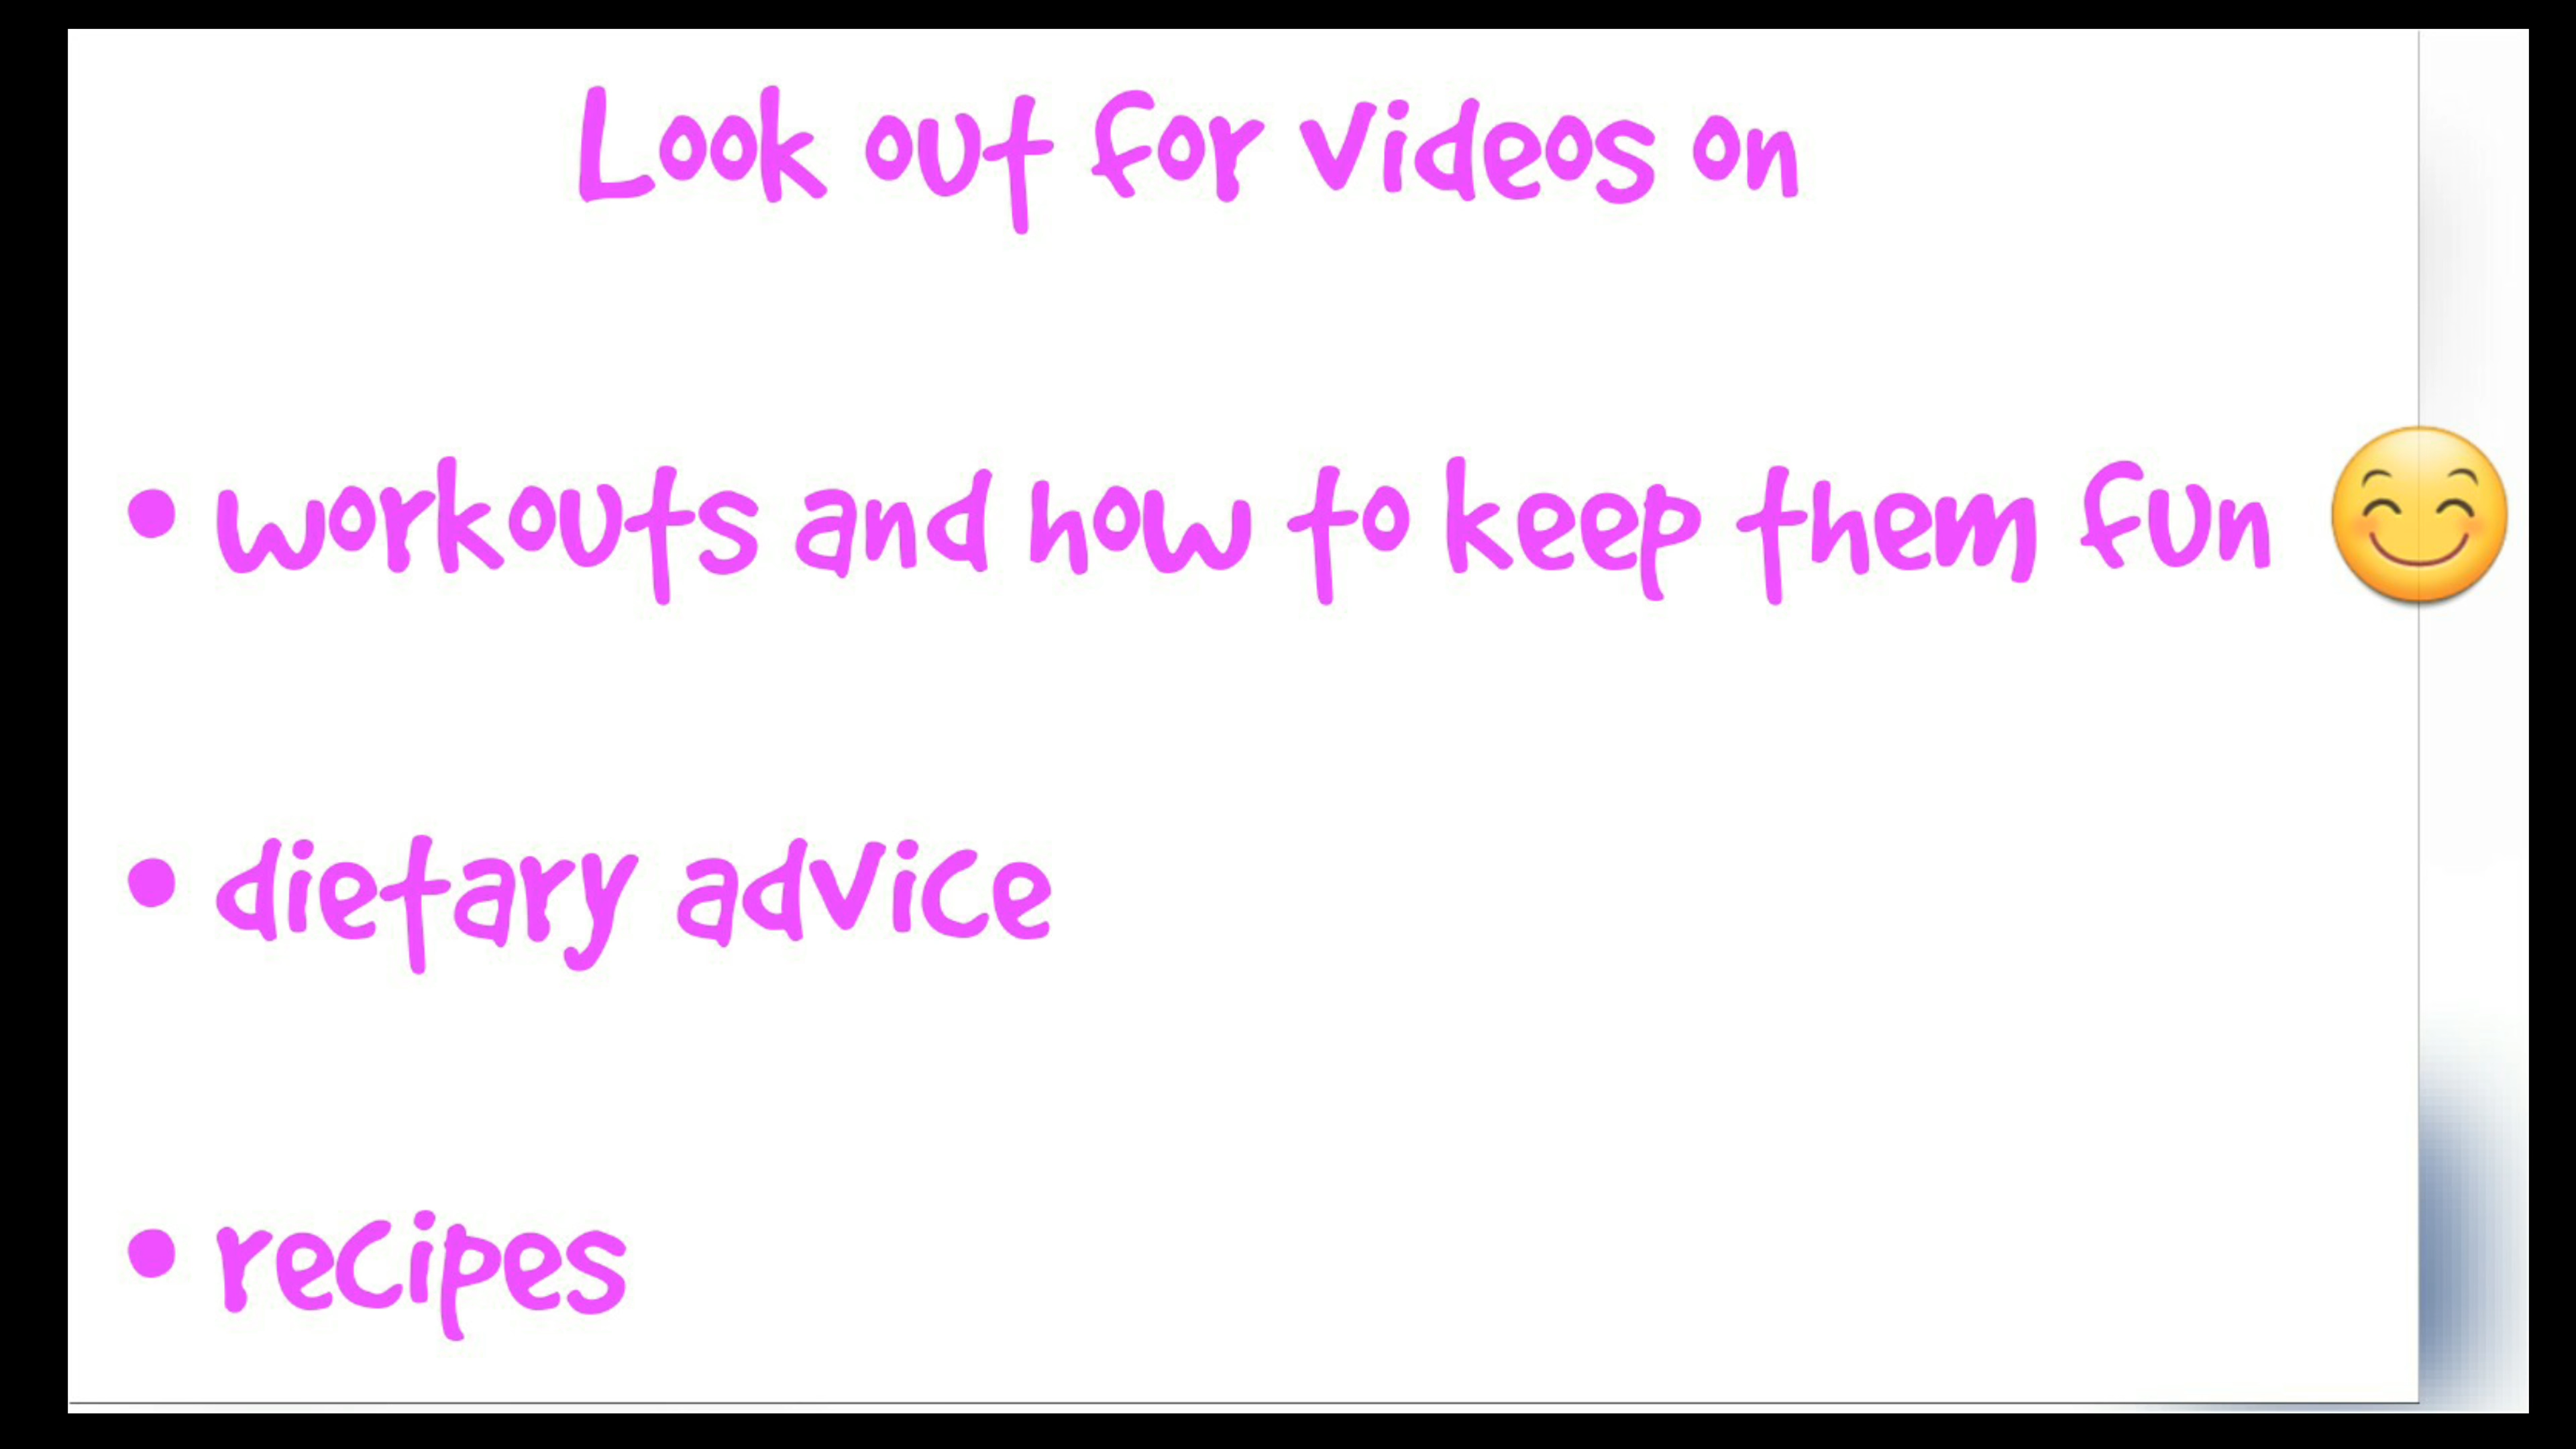 Look out for videos on
• workouts and how to keep them fun 😊
• dietary advice
• recipes